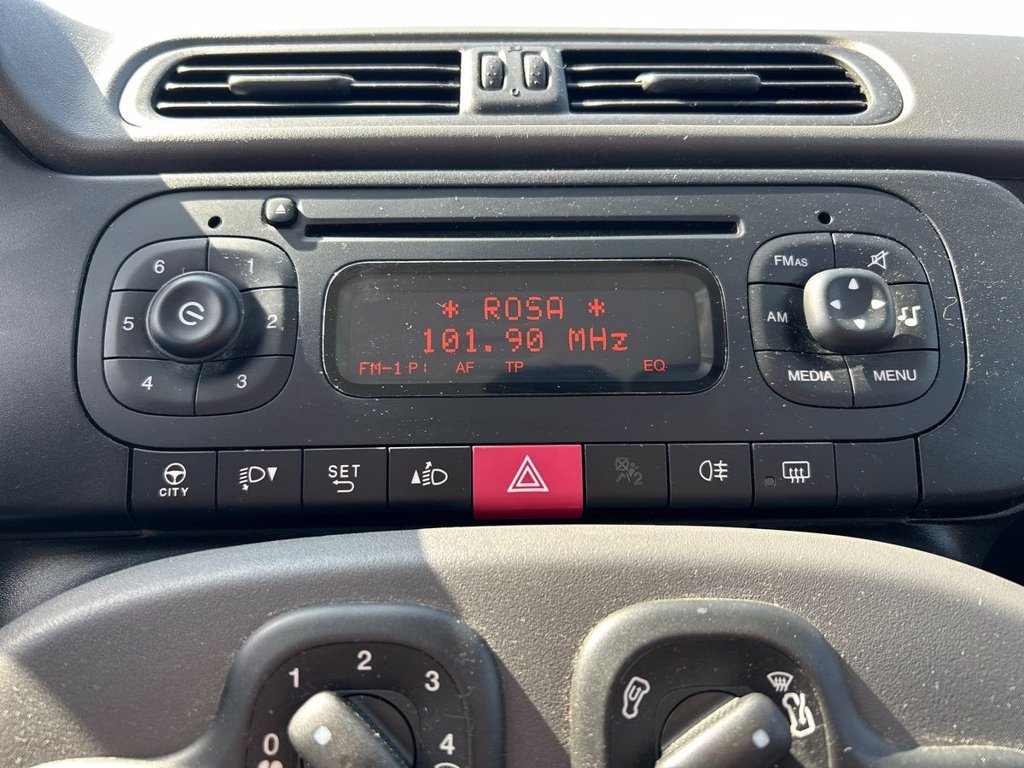 6 1
5 2
4 3
* ROSA *
101.90 MHz
FM-1 P: AF TP EQ
FMAS
AM
MEDIA MENU
CITY
SET
2
0 1 2 3 4